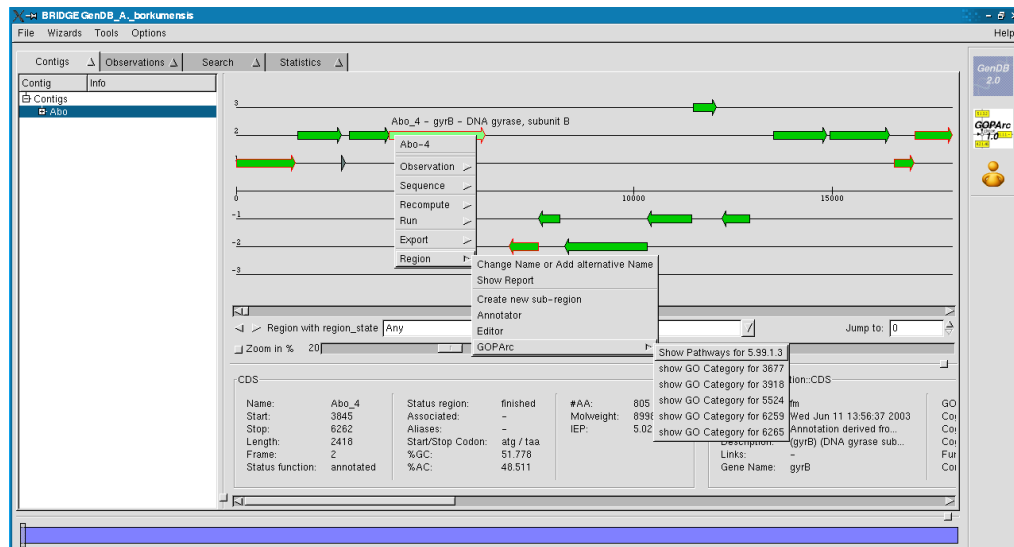 BRIDGE GenDB_A._borkumensis
File Wizards Tools Options Help
Contigs Observations Search Statistics
Contig Info
Contigs
Abo
GenDB 2.0
GOPArc 1.0
3
Abo_4 - gyrB - DNA gyrase, subunit B
2
1
0 10000 15000
-1
-2
-3
Abo-4
Observation
Sequence
Recompute
Run
Export
Region
Change Name or Add alternative Name
Show Report
Create new sub-region
Annotator
Editor
GOPArc
Show Pathways for 5.99.1.3
show GO Category for 3677
show GO Category for 3918
show GO Category for 5524
show GO Category for 6259
show GO Category for 6265
Region with region_state Any Jump to: 0
Zoom in % 20
CDS
Name: Abo_4 Status region: finished #AA: 805
Start: 3845 Associated: - Molweight: 8998
Stop: 6262 Aliases: - IEP: 5.02
Length: 2418 Start/Stop Codon: atg / taa
Frame: 2 %GC: 51.778
Status function: annotated %AC: 48.511
tion::CDS
fm
Wed Jun 11 13:56:37 2003
Annotation derived fro...
Description: (gyrB) (DNA gyrase sub...
Links: -
Gene Name: gyrB
GO
Fur